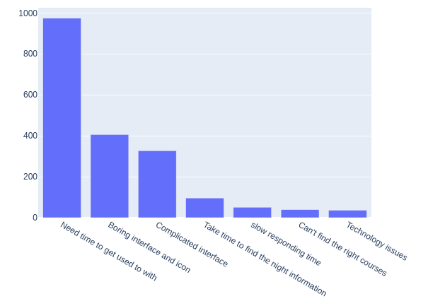 1000
800
600
400
200
0
Need time to get used to with
Boring interface and icon
Complicated interface
Take time to find the night information
slow responding time
Can't find the right courses
Technology issues